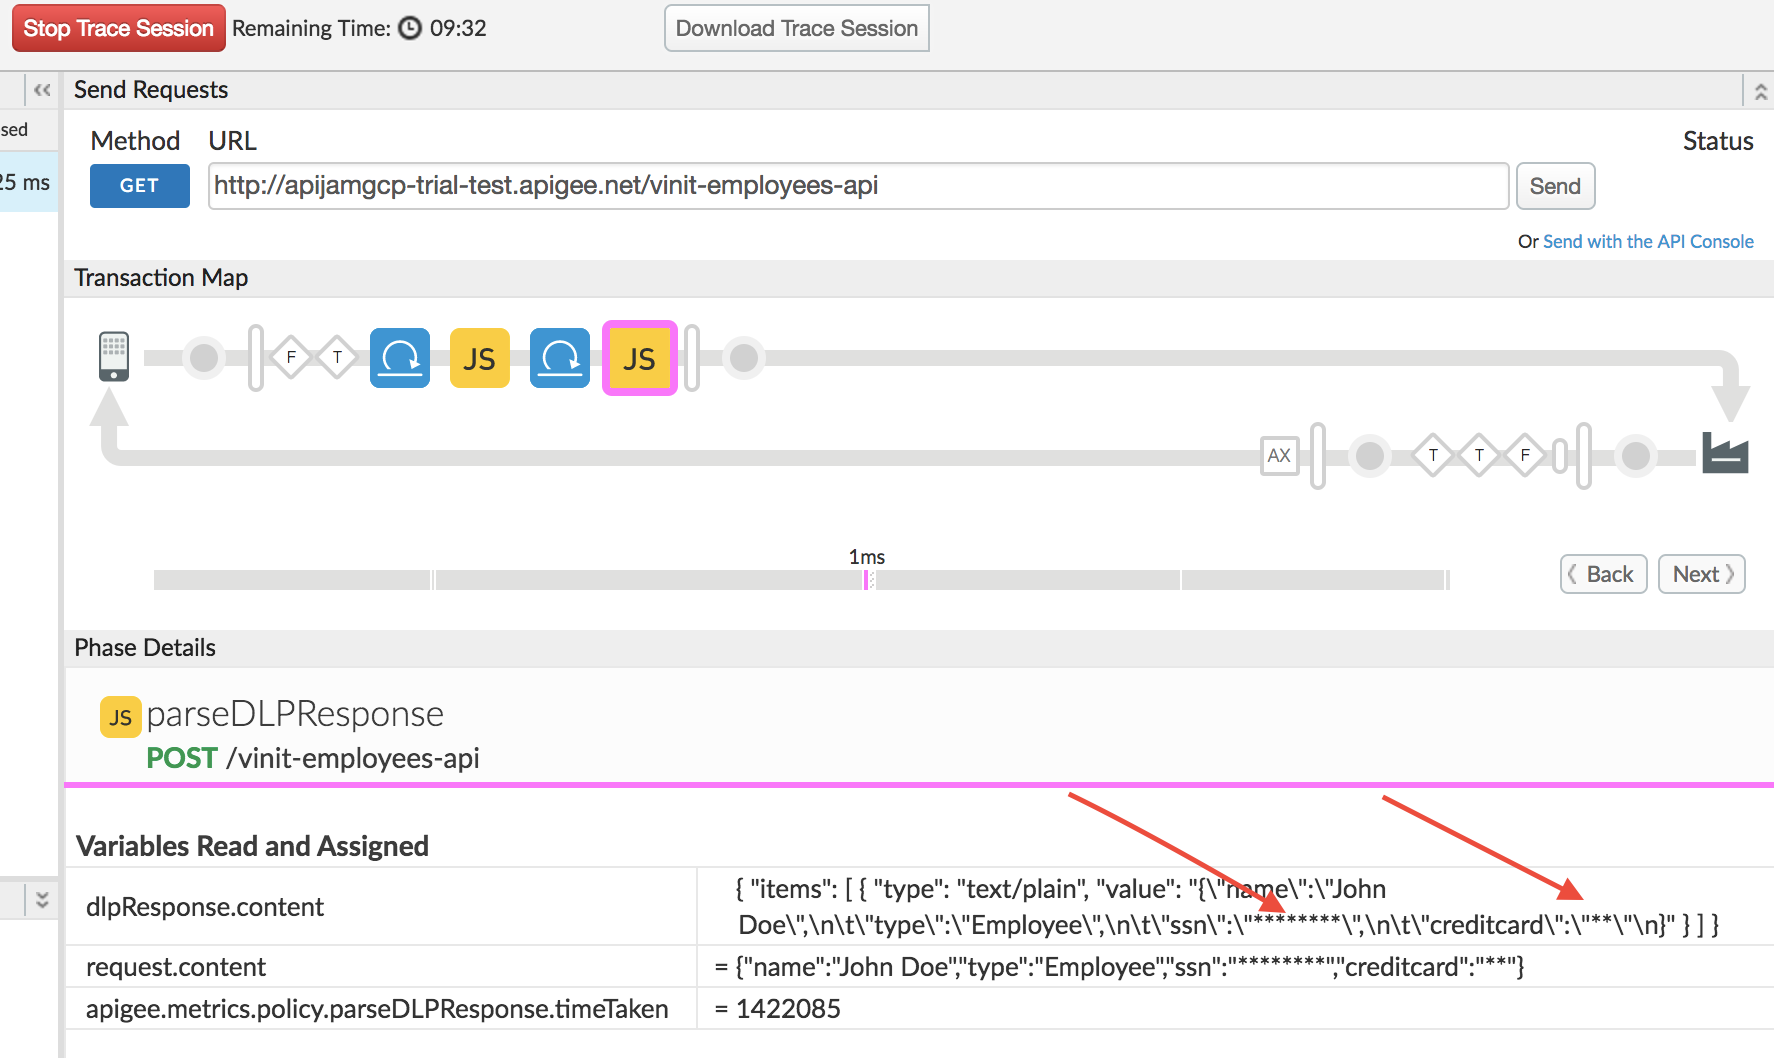 Stop Trace Session Remaining Time: 09:32 Download Trace Session
Send Requests
sed
Method URL Status
25 ms GET http://apijamgcp-trial-test.apigee.net/vinit-employees-api Send
Or Send with the API Console
Transaction Map
F T JS JS
AX T T F
1ms
Back Next
Phase Details
JS parseDLPResponse
POST /vinit-employees-api
Variables Read and Assigned
{ "items": [ { "type": "text/plain", "value": "{\"name\":\"John
dlpResponse.content
Doe\",\n\t\"type\":\"Employee\",\n\t\"ssn\":\"********\",\n\t\"creditcard\":\"**\"\n}" } ] }
request.content = {"name":"John Doe","type":"Employee","ssn":"********","creditcard":"**"}
apigee.metrics.policy.parseDLPResponse.timeTaken = 1422085